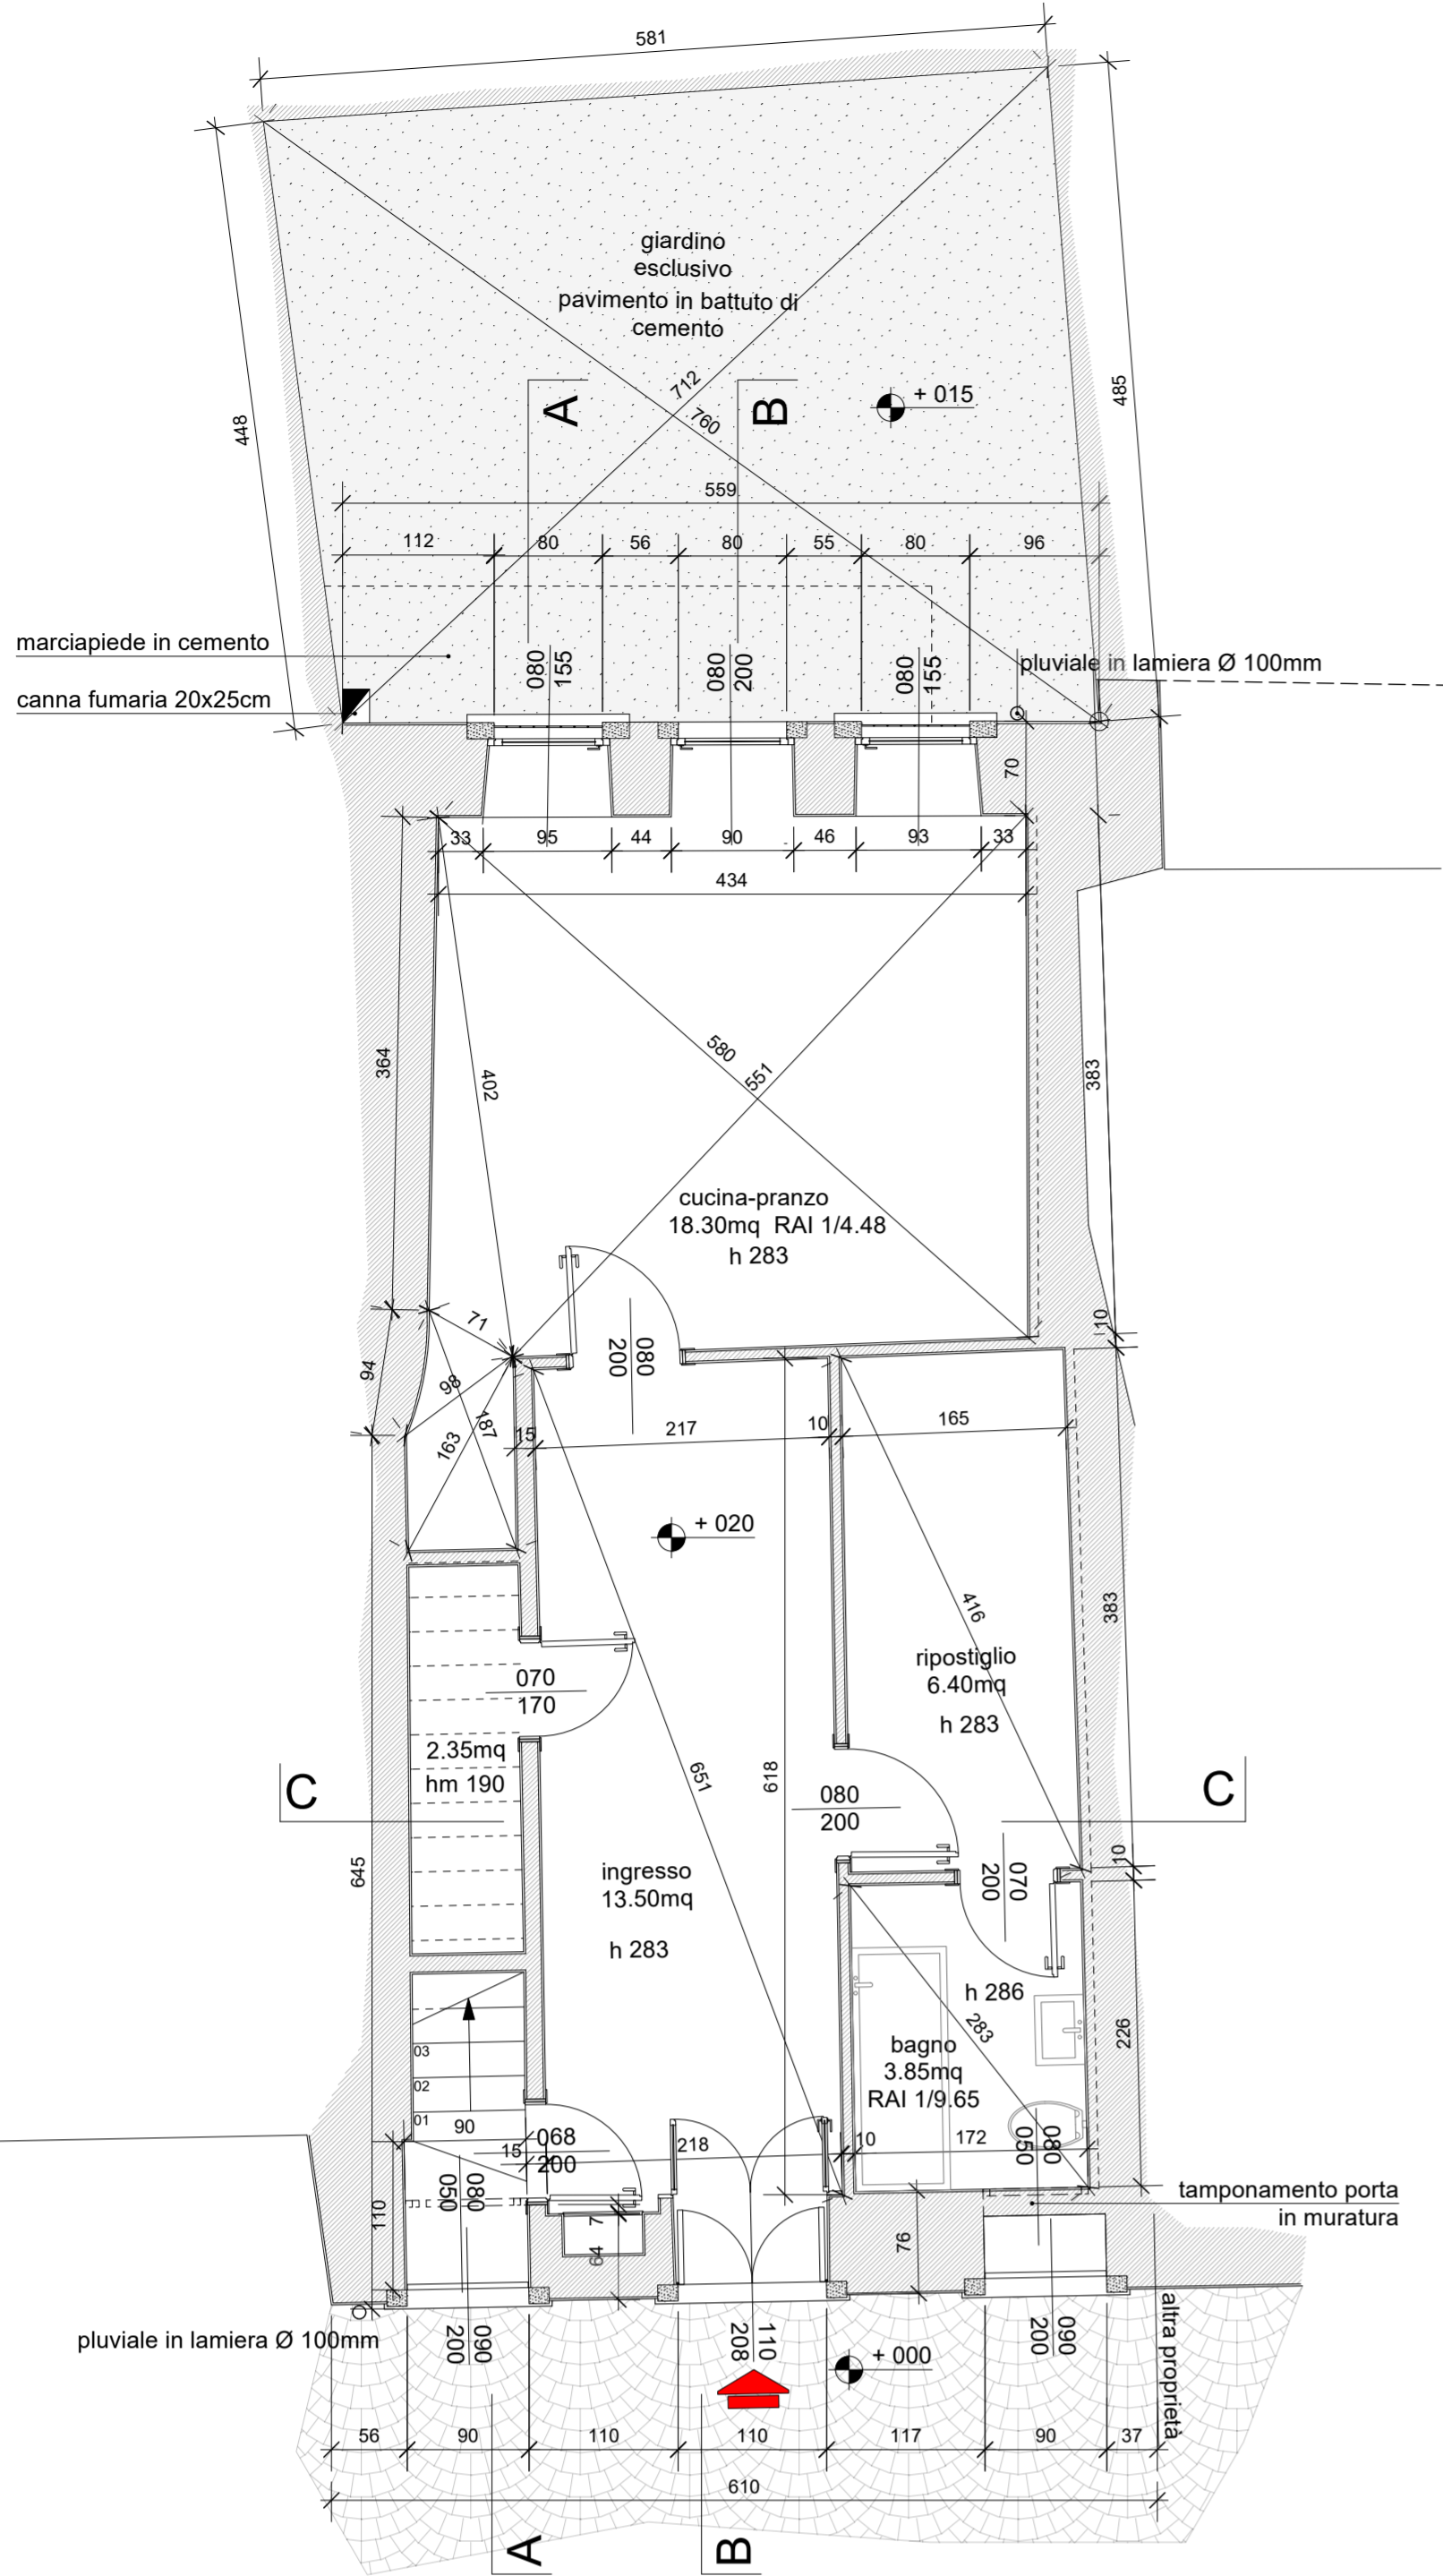 581
giardino
esclusivo
pavimento in battuto di
cemento
448
712
760
485
A
B
+ 015
559
112
80
56
80
55
80
96
marciapiede in cemento
canna fumaria 20x25cm
080
155
080
200
080
155
pluviale in lamiera Ø 100mm
70
33
95
44
90
46
93
33
434
364
402
580
551
383
cucina-pranzo
18.30mq RAI 1/4.48
h 283
10
71
94
98
187
163
080
200
15
217
10
165
+ 020
416
383
ripostiglio
6.40mq
h 283
070
170
2.35mq
hm 190
C
C
651
618
080
200
645
ingresso
13.50mq
h 283
10
070
200
h 286
283
bagno
3.85mq
RAI 1/9.65
226
03
02
01
90
15
068
200
218
10
172
080
050
080
050
110
7
64
76
tamponamento porta
in muratura
pluviale in lamiera Ø 100mm
090
200
110
208
+ 000
090
200
altra proprietà
56
90
110
110
117
90
37
610
A
B